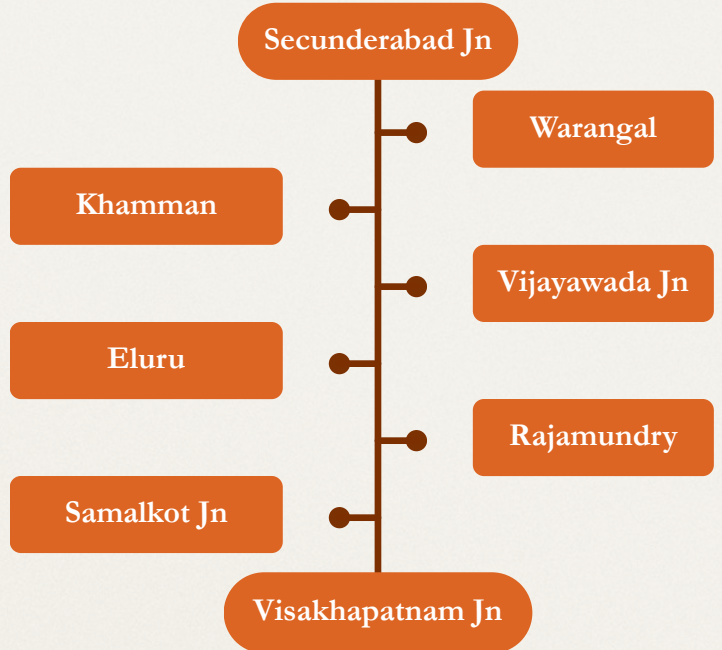 Secunderabad Jn
Warangal
Khamman
Vijayawada Jn
Eluru
Rajamundry
Samalkot Jn
Visakhapatnam Jn